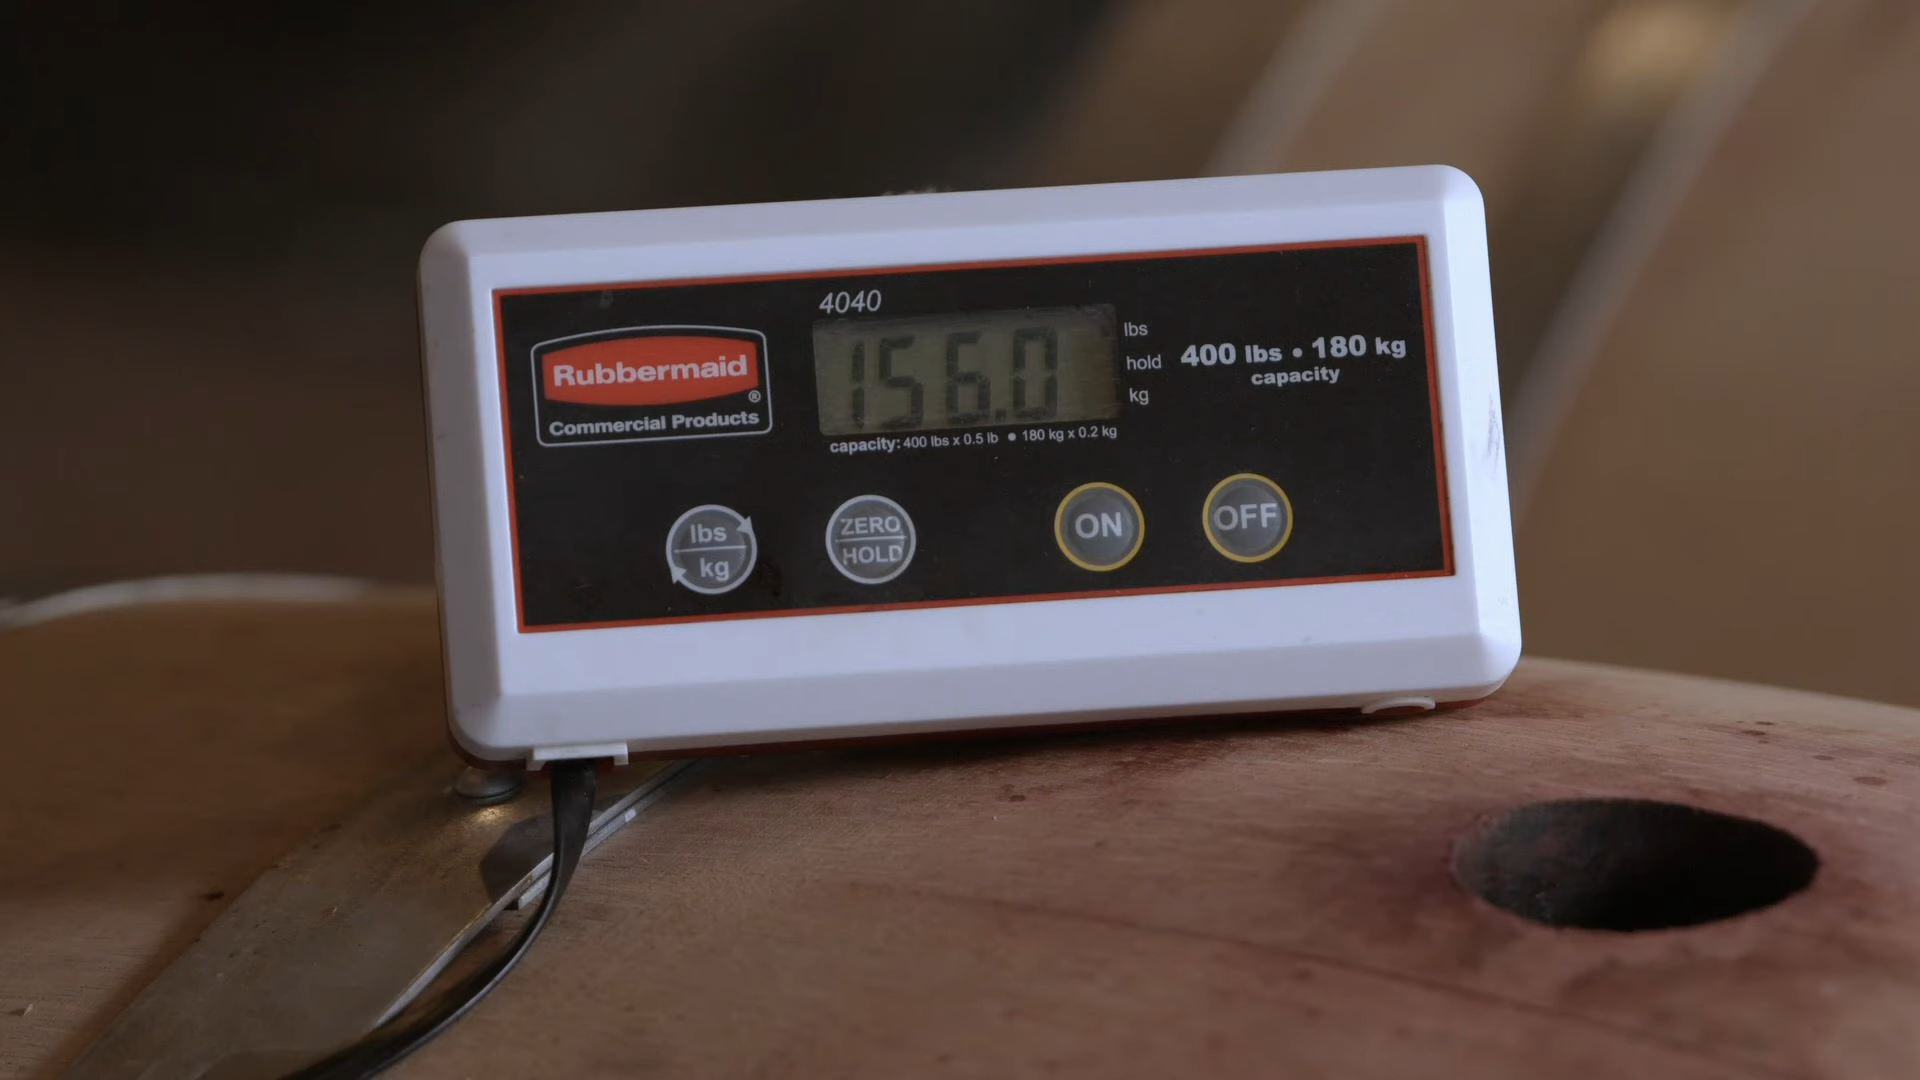 4040
156.0
lbs
hold
kg
400 lbs • 180 kg
capacity
Rubbermaid®
Commercial Products
capacity: 400 lbs x 0.5 lb • 180 kg x 0.2 kg
lbs
kg
ZERO
HOLD
ON
OFF